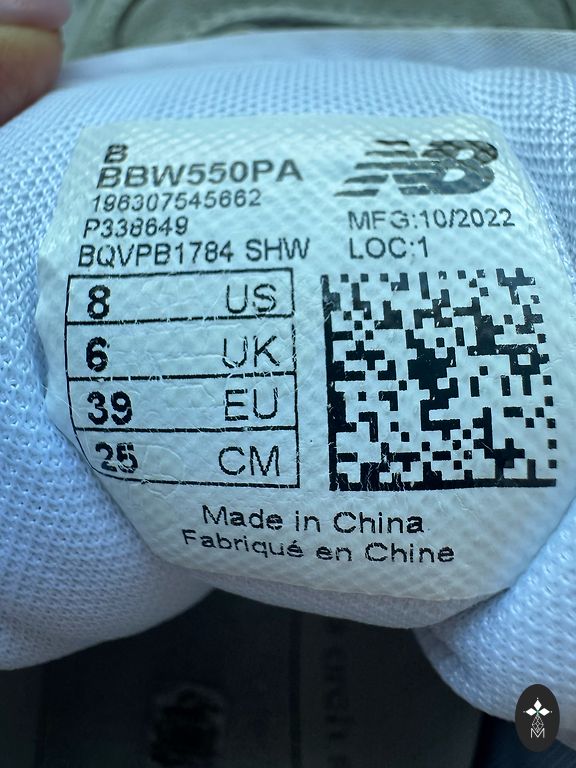 B
BBW550PA
196307545662
P338649
BQVPB1784 SHW
NB
MFG:10/2022
LOC:1
8 US
6 UK
39 EU
25 CM
Made in China
Fabriqué en Chine
M